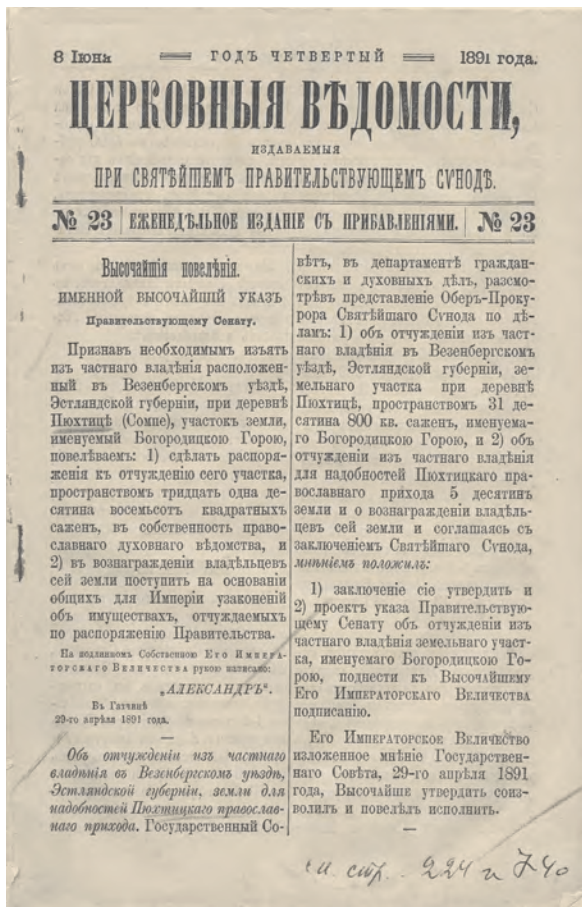 8 Іюня
ГОДЪ ЧЕТВЕРТЫЙ
1891 года.
ЦЕРКОВНЫЯ ВѢДОМОСТИ,
ИЗДАВАЕМЫЯ
ПРИ СВЯТѢЙШЕМЪ ПРАВИТЕЛЬСТВУЮЩЕМЪ СѴНОДѢ.
№ 23 | ЕЖЕНЕДѢЛЬНОЕ ИЗДАНІЕ СЪ ПРИБАВЛЕНІЯМИ. | № 23
Высочайшія повелѣнія.
ИМЕННОЙ ВЫСОЧАЙШІЙ УКАЗЪ
Правительствующему Сенату.
Признавъ необходимымъ изъять
изъ частнаго владѣнія расположен-
ный въ Везенбергскомъ уѣздѣ,
Эстляндской губерніи, при деревнѣ
Пюхтицѣ (Сомпе), участокъ земли,
именуемый Богородицкою Горою,
повелѣваемъ: 1) сдѣлать распоря-
женія къ отчужденію сего участка,
пространствомъ тридцать одна де-
сятина восемьсотъ квадратныхъ
саженъ, въ собственность право-
славнаго духовнаго вѣдомства, и
2) въ вознагражденіи владѣльцевъ
сей земли поступить на основаніи
общихъ для Имперіи узаконеній
объ имуществахъ, отчуждаемыхъ
по распоряженію Правительства.
На подлинномъ Собственною Его Импера-
торскаго Величества рукою написано:
„АЛЕКСАНДРЪ“.
Въ Гатчинѣ
29-го апрѣля 1891 года.
Объ отчужденіи изъ частнаго
владѣнія въ Везенбергскомъ уѣздѣ,
Эстляндской губерніи, земли для
надобностей Пюхтицкаго православ-
наго прихода. Государственный Со-
вѣтъ, въ департаментѣ граждан-
скихъ и духовныхъ дѣлъ, разсмо-
трѣвъ представленіе Оберъ-Проку-
рора Святѣйшаго Сѵнода по дѣ-
ламъ: 1) объ отчужденіи изъ част-
наго владѣнія въ Везенбергскомъ
уѣздѣ, Эстляндской губерніи, зе-
мельнаго участка при деревнѣ
Пюхтицѣ, пространствомъ 31 де-
сятина 800 кв. саженъ, именуема-
го Богородицкою Горою, и 2) объ
отчужденіи изъ частнаго владѣнія
для надобностей Пюхтицкаго пра-
вославнаго прихода 5 десятинъ
земли и о вознагражденіи владѣль-
цевъ сей земли и соглашаясь съ
заключеніемъ Святѣйшаго Сѵнода,
мнѣніемъ положилъ:
1) заключеніе сіе утвердить и
2) проектъ указа Правительствую-
щему Сенату объ отчужденіи изъ
частнаго владѣнія земельнаго участ-
ка, именуемаго Богородицкою Го-
рою, поднести къ Высочайшему
Его Императорскаго Величества
подписанію.
Его Императорское Величество
изложенное мнѣніе Государствен-
наго Совѣта, 29-го апрѣля 1891
года, Высочайше утвердить соиз-
волилъ и повелѣлъ исполнить.
стр. 224 и 740